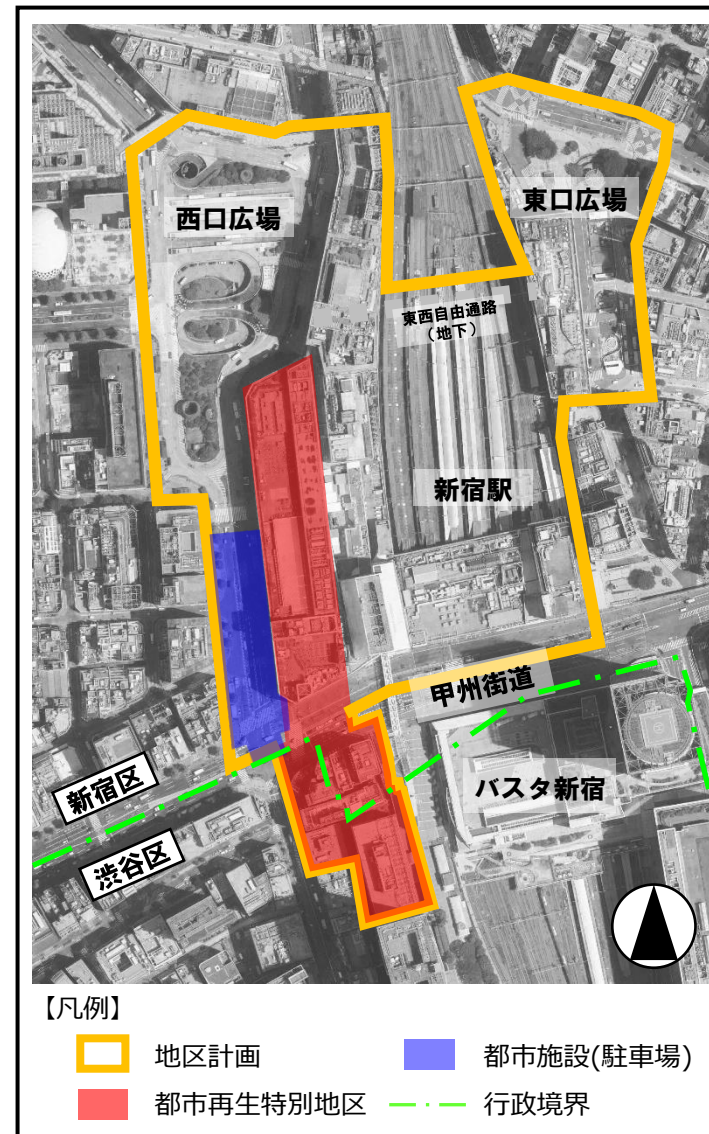 西口広場
東口広場
東西自由通路
（地下）
新宿駅
甲州街道
バスタ新宿
新宿区
渋谷区
【凡例】
地区計画
都市施設(駐車場)
都市再生特別地区
行政境界